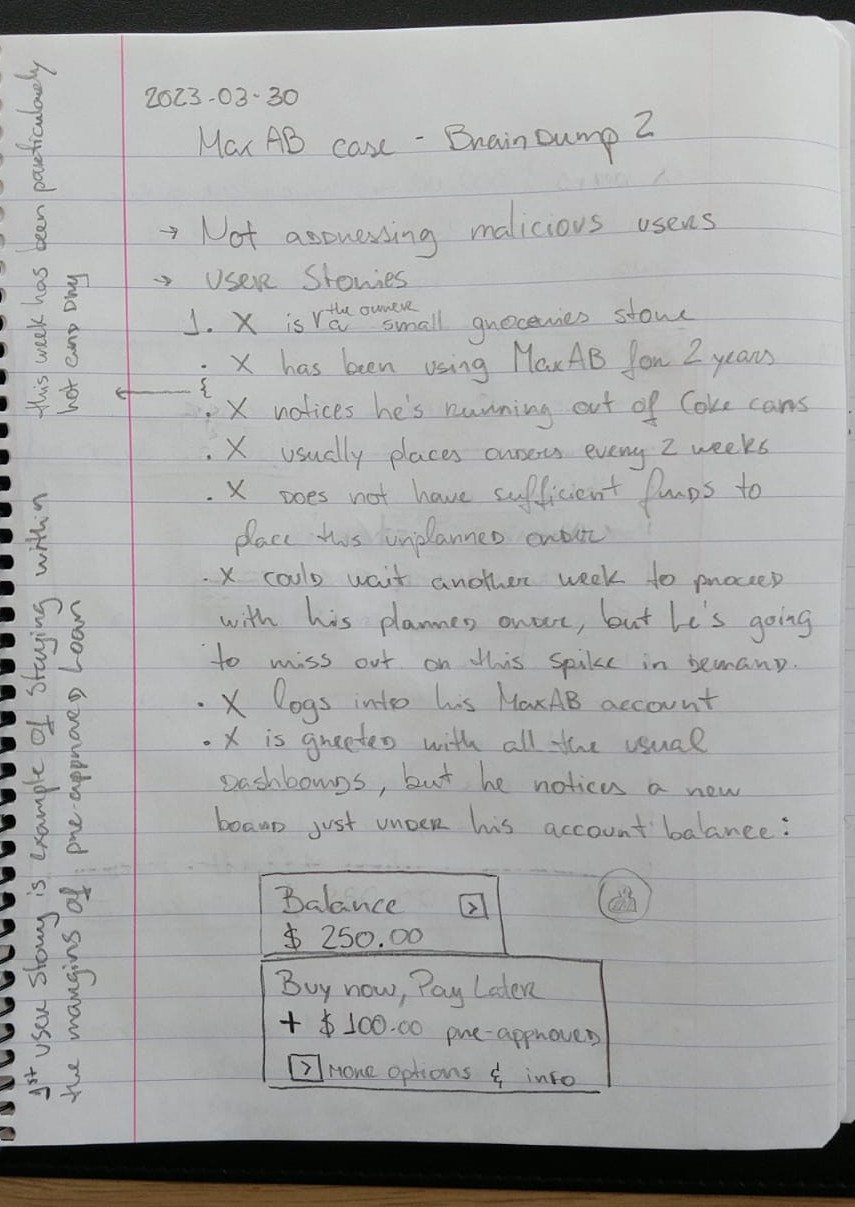 2023-03-30
MaxAB case - BrainDump 2
→ Not addressing malicious users
→ User Stories
the owner
1. X is a small groceries store
. X has been using MaxAB for 2 years
{
. X notices he's running out of Coke cans
. X usually places orders every 2 weeks
. X does not have sufficient funds to
place this unplanned order
. X could wait another week to proceed
with his planned order, but he's going
to miss out on this spike in demand.
. X logs into his MaxAB account
. X is greeted with all the usual
dashboards, but he notices a new
board just under his account balance:
Balance [>]
$ 250.00
Buy now, Pay Later
+ $100.00 pre-approved
[>] More options & info
this week has been particularly
hot and dry
1st user story is example of staying within
the margins of pre-approved loan